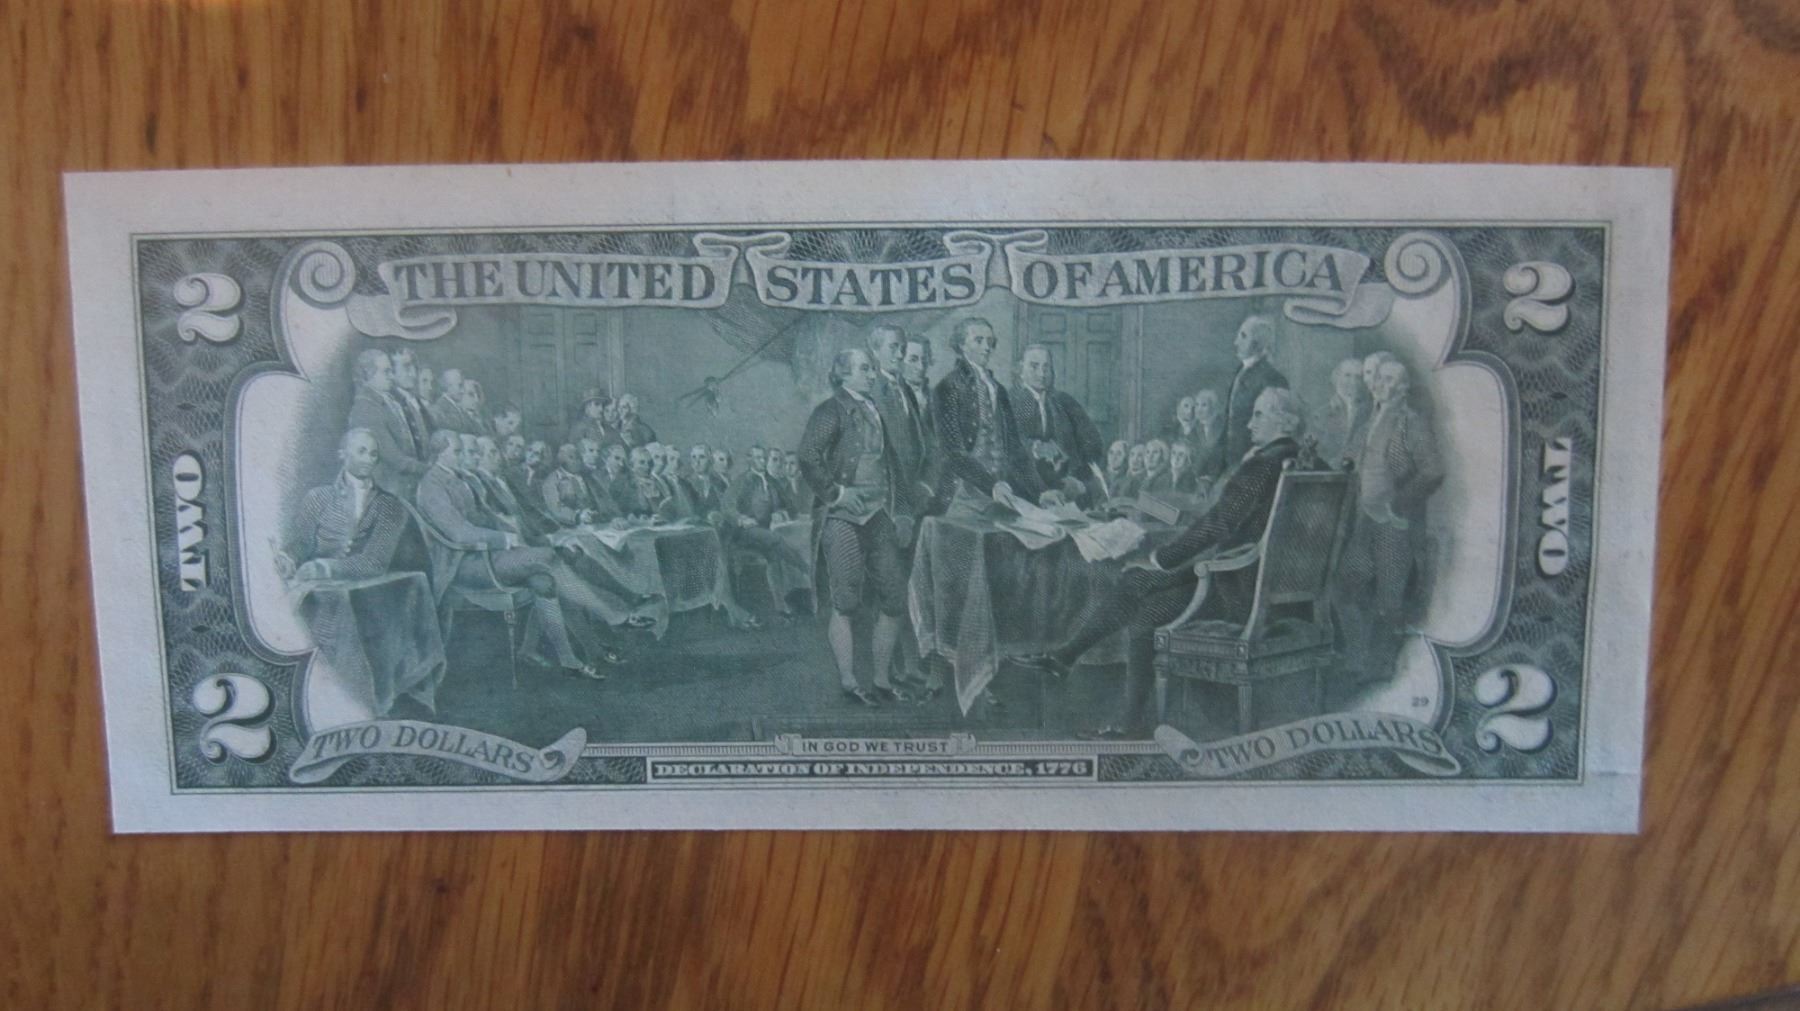 THE UNITED STATES OF AMERICA
2
2
TWO
TWO
2
29
2
TWO DOLLARS
IN GOD WE TRUST
TWO DOLLARS
DECLARATION OF INDEPENDENCE, 1776